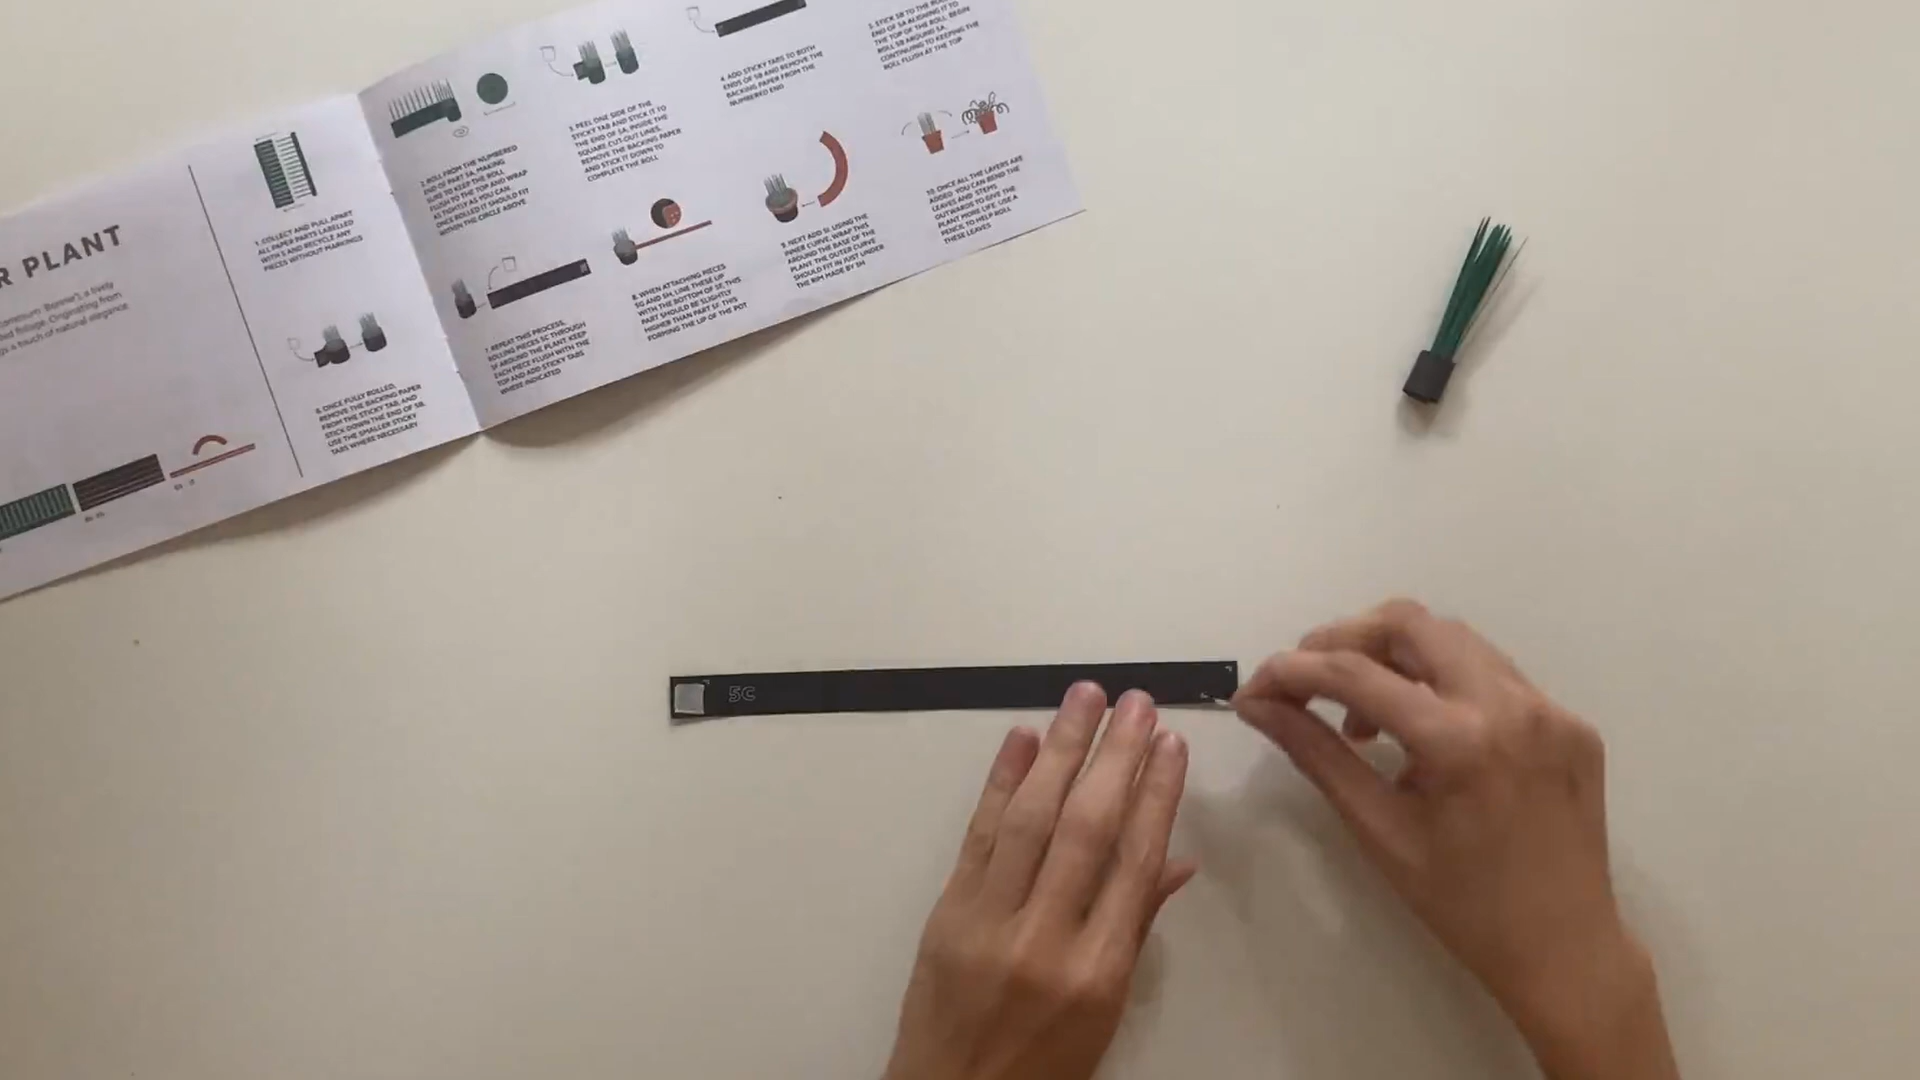 R PLANT
a touch of natural elegance
1. COLLECT AND PULL APART
ALL PAPER PARTS LABELLED
WITH 5 AND RECYCLE ANY
PIECES WITHOUT MARKINGS
6. ONCE FULLY ROLLED,
REMOVE THE BACKING PAPER
FROM THE STICKY TAB, AND
STICK DOWN THE END OF 5B.
USE THE SMALLER STICKY
TABS WHERE NECESSARY
2. ROLL FROM THE NUMBERED
END OF PART 5A, MAKING
SURE TO KEEP THE ROLL
FLUSH TO THE TOP AND WRAP
AS TIGHTLY AS YOU CAN.
ONCE ROLLED IT SHOULD FIT
WITHIN THE CIRCLE ABOVE
3. PEEL ONE SIDE OF THE
STICKY TAB AND STICK IT TO
THE END OF 5A, INSIDE THE
SQUARE CUT-OUT LINES.
REMOVE THE BACKING PAPER
AND STICK IT DOWN TO
COMPLETE THE ROLL
4. ADD STICKY TABS TO BOTH
ENDS OF 5B AND REMOVE THE
BACKING PAPER FROM THE
NUMBERED END
5. STICK 5B TO THE
END OF 5A ALIGNING IT TO
THE TOP OF THE ROLL. BEGIN
ROLL 5B AROUND 5A,
CONTINUING TO KEEPING THE
ROLL FLUSH AT THE TOP
7. REPEAT THIS PROCESS,
ROLLING PIECES 5C THROUGH
5F AROUND THE PLANT. KEEP
EACH PIECE FLUSH WITH THE
TOP AND ADD STICKY TABS
WHERE INDICATED
8. WHEN ATTACHING PIECES
5G AND 5H, LINE THESE UP
WITH THE BOTTOM OF 5F. THIS
PART SHOULD BE SLIGHTLY
HIGHER THAN PART 5F, THIS
FORMING THE LIP OF THE POT
9. NEXT ADD 5I. USING THE
INNER CURVE, WRAP THIS
AROUND THE BASE OF THE
PLANT. THE OUTER CURVE
SHOULD FIT IN JUST UNDER
THE RIM MADE BY 5H
10. ONCE ALL THE LAYERS ARE
ADDED, YOU CAN BEND THE
LEAVES AND STEMS
OUTWARDS TO GIVE THE
PLANT MORE LIFE. USE A
PENCIL TO HELP ROLL
THESE LEAVES
5C